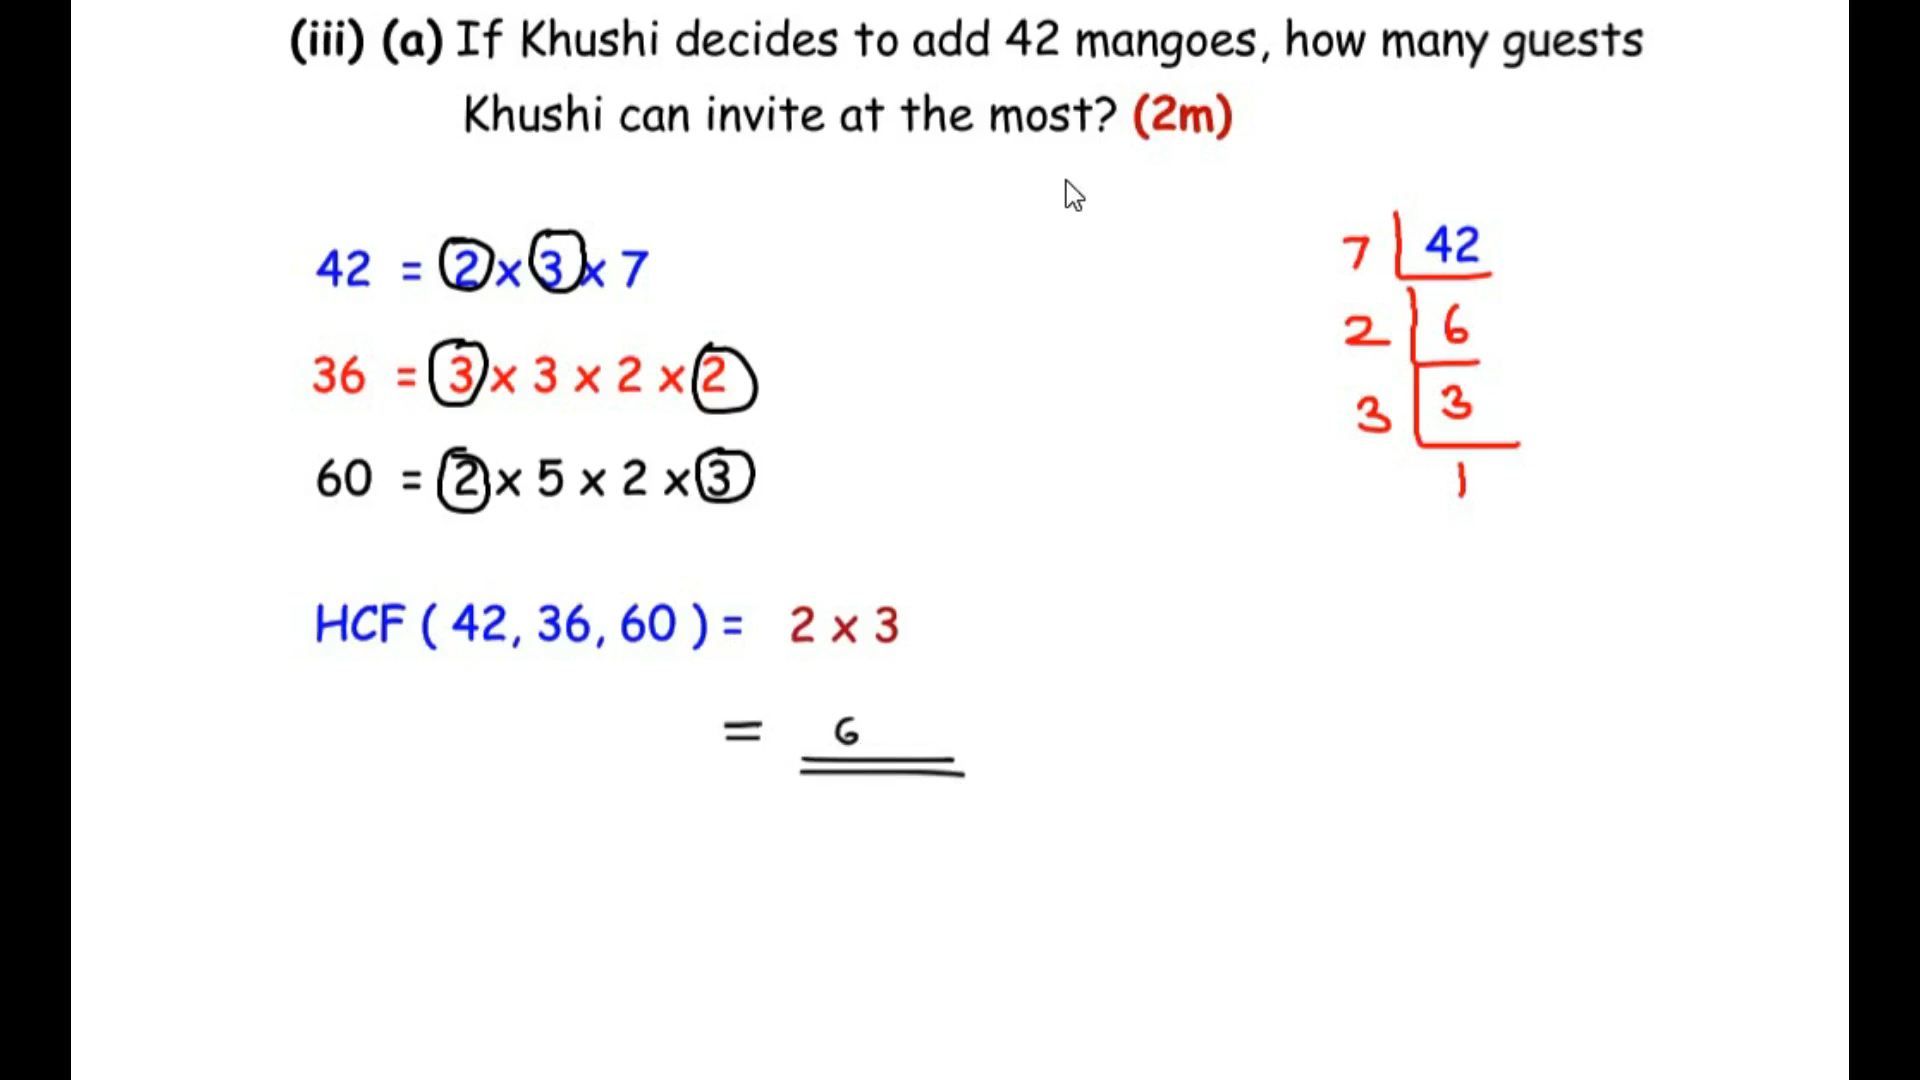 (iii) (a) If Khushi decides to add 42 mangoes, how many guests
Khushi can invite at the most? (2m)
42 = 2 x 3 x 7
36 = 3 x 3 x 2 x 2
60 = 2 x 5 x 2 x 3
HCF ( 42, 36, 60 ) = 2 x 3
= 6
7 42
2 6
3 3
1